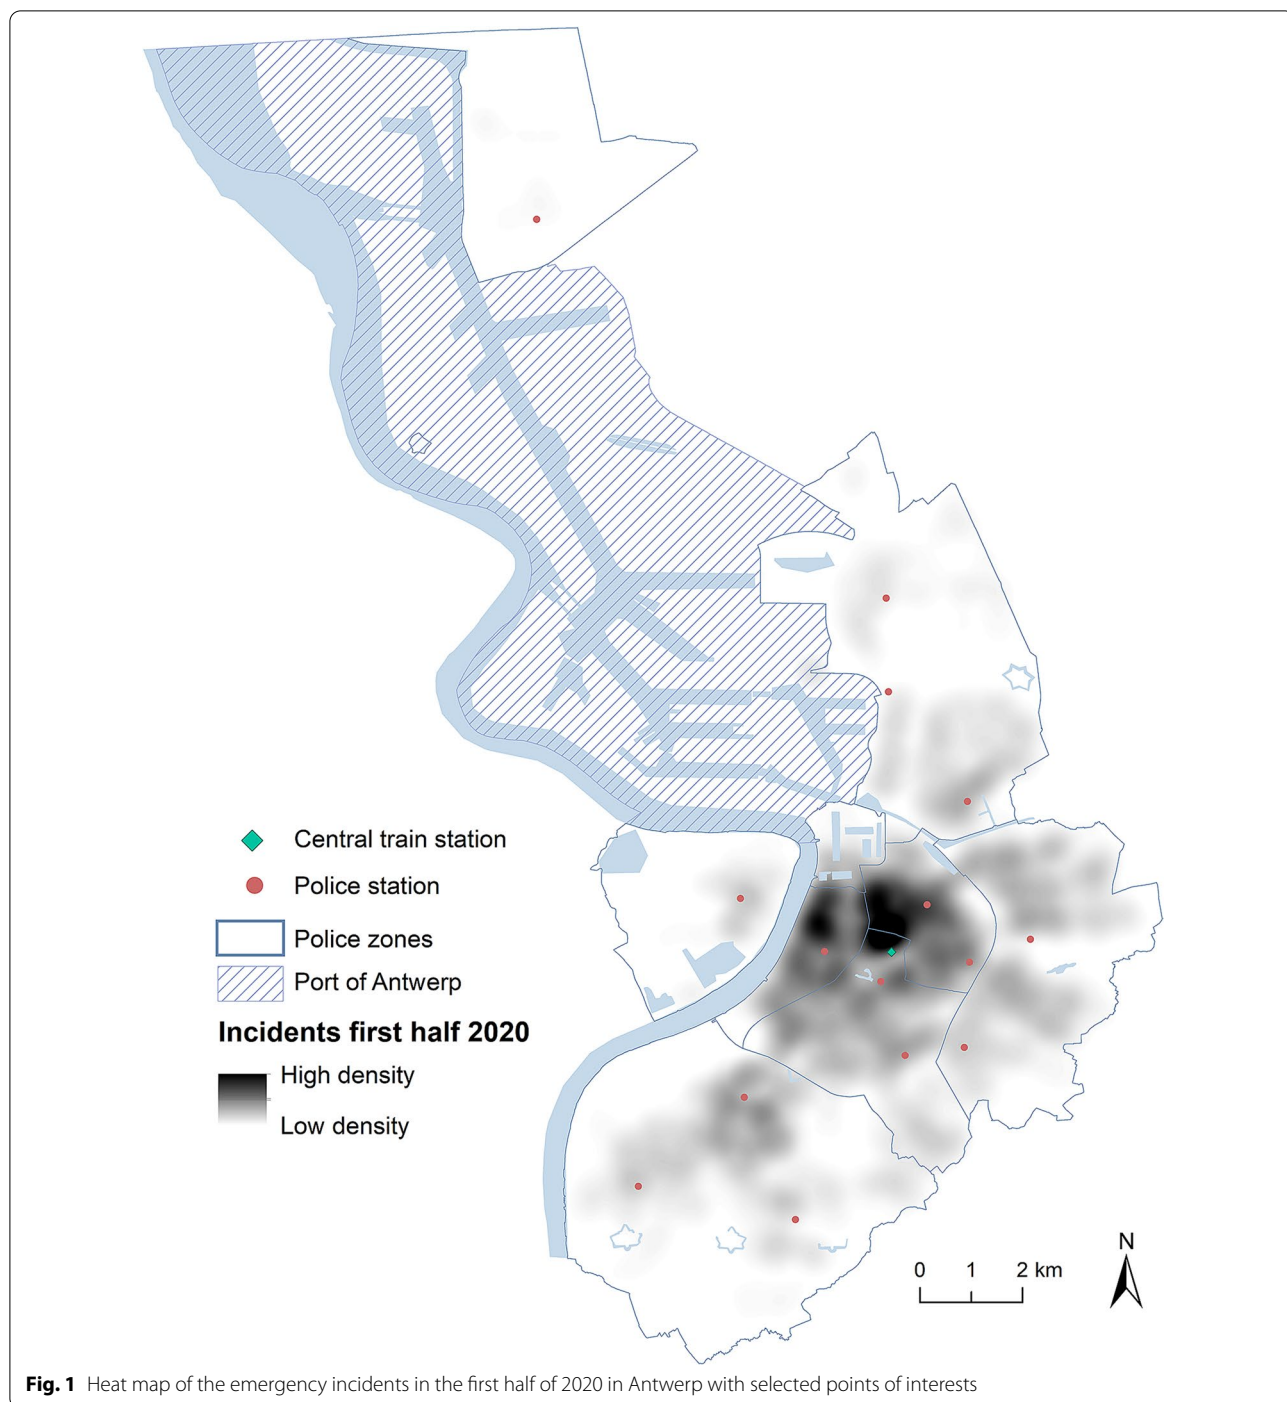 Central train station
Police station
Police zones
Port of Antwerp
Incidents first half 2020
High density
Low density
N
0 1 2 km
Fig. 1 Heat map of the emergency incidents in the first half of 2020 in Antwerp with selected points of interests